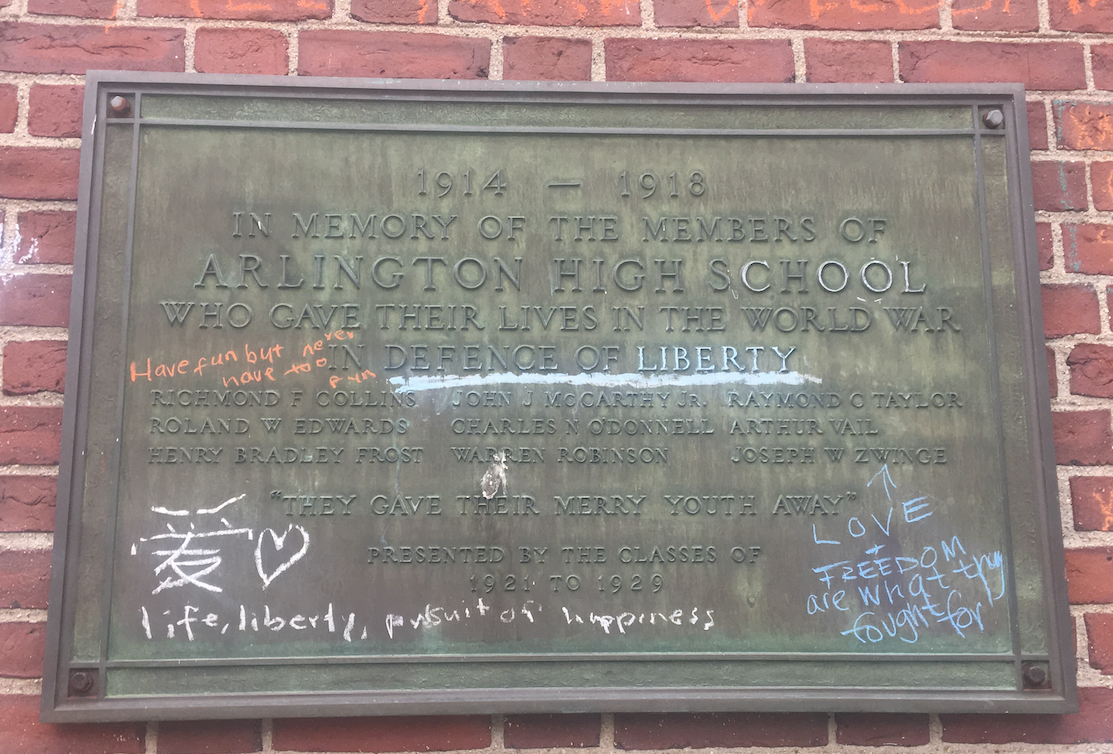 1914 — 1918
IN MEMORY OF THE MEMBERS OF
ARLINGTON HIGH SCHOOL
WHO GAVE THEIR LIVES IN THE WORLD WAR
IN DEFENCE OF LIBERTY
Have fun but never
have too
fun
RICHMOND F COLLINS JOHN J MCCARTHY JR. RAYMOND C TAYLOR
ROLAND W EDWARDS CHARLES N O'DONNELL ARTHUR VAIL
HENRY BRADLEY FROST WARREN ROBINSON JOSEPH W ZWINGE
"THEY GAVE THEIR MERRY YOUTH AWAY"
PRESENTED BY THE CLASSES OF
1921 TO 1929
爱
life, liberty, pursuit of happiness
LOVE
+
FREEDOM
are what they
fought for